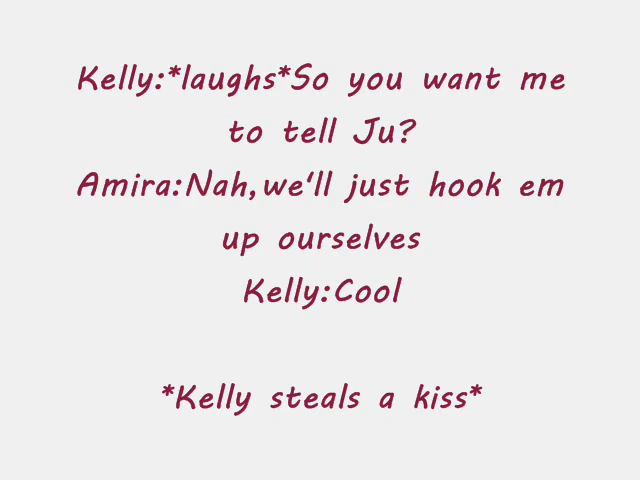 Kelly:*laughs*So you want me
to tell Ju?
Amira:Nah,we'll just hook em
up ourselves
Kelly:Cool
*Kelly steals a kiss*